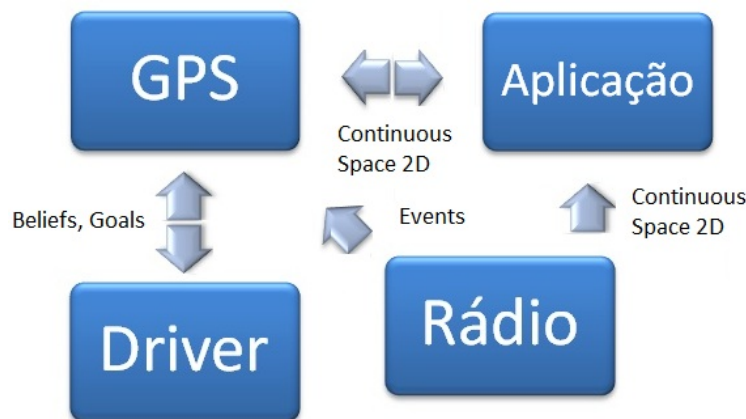 GPS
Aplicação
Continuous
Space 2D
Beliefs, Goals
Events
Continuous
Space 2D
Driver
Rádio